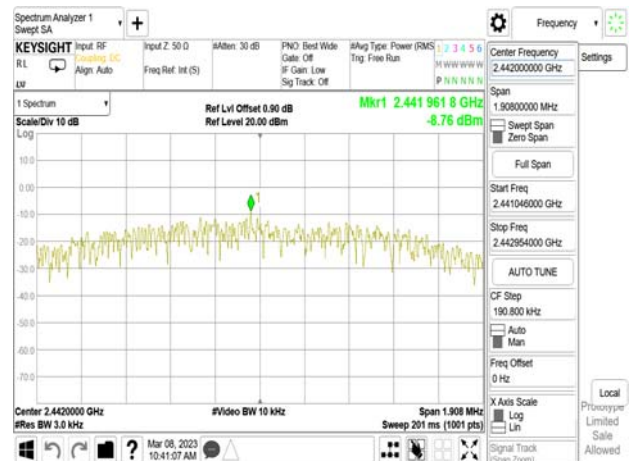 Spectrum Analyzer 1
Swept SA
Frequency
KEYSIGHT
RL
Input: RF
Coupling: DC
Align: Auto
Input Z: 50 Ω
Freq Ref: Int (S)
#Atten: 30 dB
PNO: Best Wide
Gate: Off
IF Gain: Low
Sig Track: Off
#Avg Type: Power (RMS
Trig: Free Run
1 2 3 4 5 6
M W W W W W
P N N N N N
1 Spectrum
Scale/Div 10 dB
Log
Ref Lvl Offset 0.90 dB
Ref Level 20.00 dBm
Mkr1 2.441 961 8 GHz
-8.76 dBm
10.0
0.00
-10.0
-20.0
-30.0
-40.0
-50.0
-60.0
-70.0
1
Center 2.4420000 GHz
#Res BW 3.0 kHz
#Video BW 10 kHz
Span 1.908 MHz
Sweep 201 ms (1001 pts)
Mar 08, 2023
10:41:07 AM
Center Frequency
2.442000000 GHz
Settings
Span
1.90800000 MHz
Swept Span
Zero Span
Full Span
Start Freq
2.441046000 GHz
Stop Freq
2.442954000 GHz
AUTO TUNE
CF Step
190.800 kHz
Auto
Man
Freq Offset
0 Hz
X Axis Scale
Log
Lin
Local
Prototype
Limited
Sale
Allowed
Signal Track
(Span Zoom)